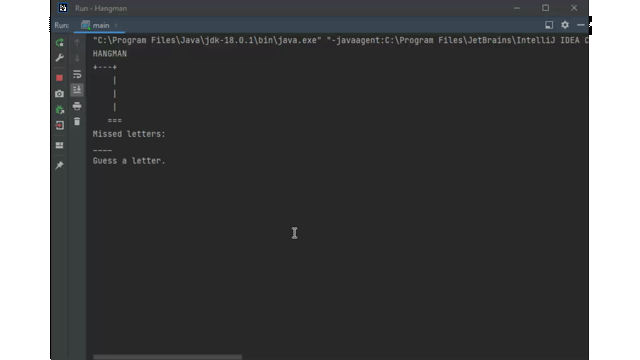 Run - Hangman
Run: main ×
"C:\Program Files\Java\jdk-18.0.1\bin\java.exe" "-javaagent:C:\Program Files\JetBrains\IntelliJ IDEA C
HANGMAN
+---+
|
|
|
===
Missed letters:
____
Guess a letter.